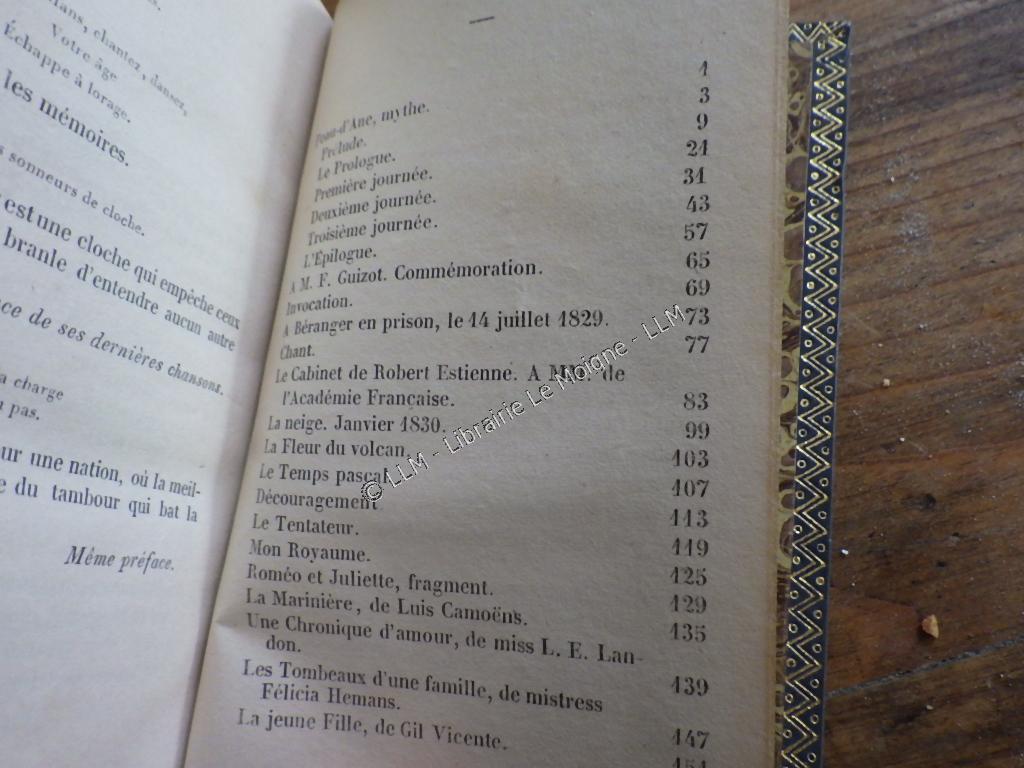 s.
fans, chantez, dansez,
Votre âge
Échappe à lorage.
les mémoires.
s sonneurs de cloche.
est une cloche qui empêche ceux
branle d'entendre aucun autre
ce de ses dernières chansons.
a charge
pas.
ur une nation, où la meil-
e du tambour qui bat la
Même préface.
Peau-d'Ane, mythe. 1
Prélude. 3
Le Prologue. 9
Première journée. 21
Deuxième journée. 31
Troisième journée. 43
L'Épilogue. 57
A M. F. Guizot. Commémoration. 65
Invocation. 69
A Béranger en prison, le 14 juillet 1829. 73
Chant. 77
Le Cabinet de Robert Estienne. A MM. de
l'Académie Française. 83
La neige. Janvier 1830. 99
La Fleur du volcan. 103
Le Temps pascal. 107
Découragement 113
Le Tentateur. 119
Mon Royaume. 125
Roméo et Juliette, fragment. 129
La Marinière, de Luis Camoëns. 135
Une Chronique d'amour, de miss L. E. Lan-
don. 139
Les Tombeaux d'une famille, de mistress
Félicia Hemans. 147
La jeune Fille, de Gil Vicente. 151
© LLM - Librairie Le Moigne - LLM